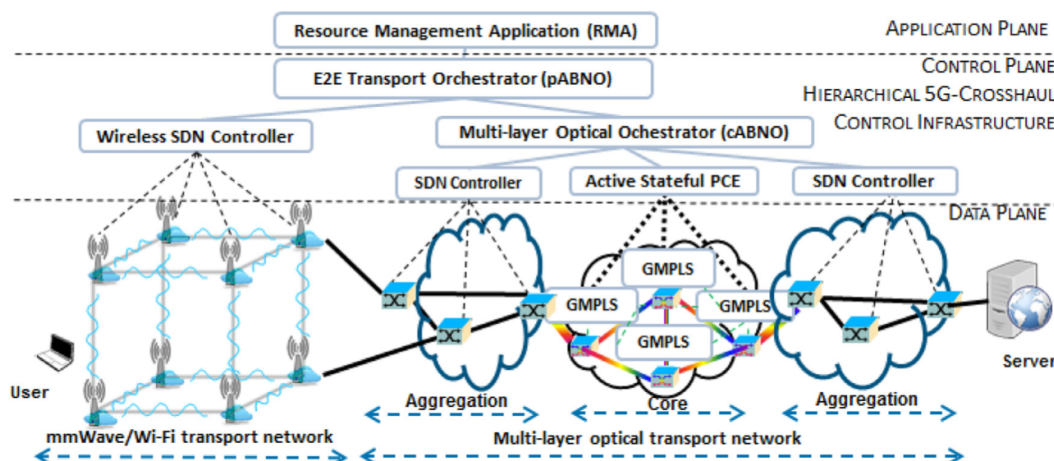 Resource Management Application (RMA)
APPLICATION PLANE
E2E Transport Orchestrator (pABNO)
CONTROL PLANE
HIERARCHICAL 5G-CROSSHAUL
CONTROL INFRASTRUCTURE
Wireless SDN Controller
Multi-layer Optical Ochestrator (cABNO)
SDN Controller
Active Stateful PCE
SDN Controller
DATA PLANE
GMPLS
GMPLS
GMPLS
GMPLS
User
Server
Aggregation
Core
Aggregation
mmWave/Wi-Fi transport network
Multi-layer optical transport network